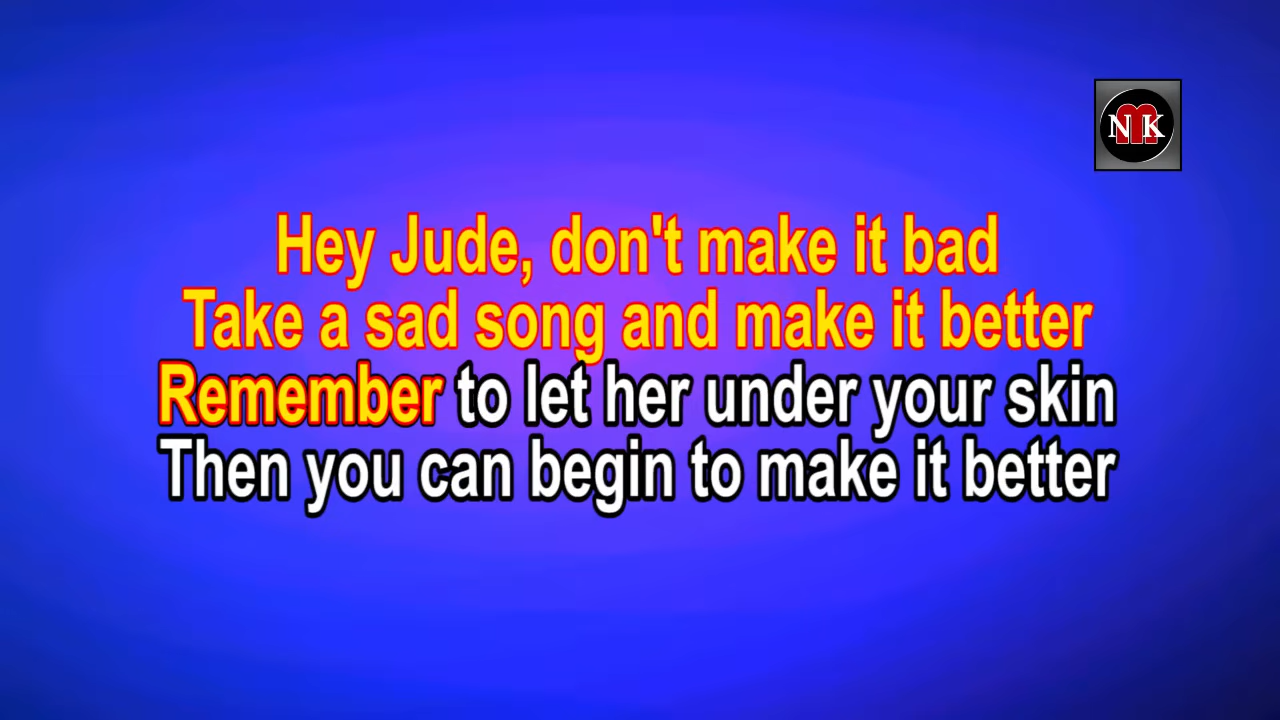 NMK
Hey Jude, don't make it bad
Take a sad song and make it better
Remember to let her under your skin
Then you can begin to make it better